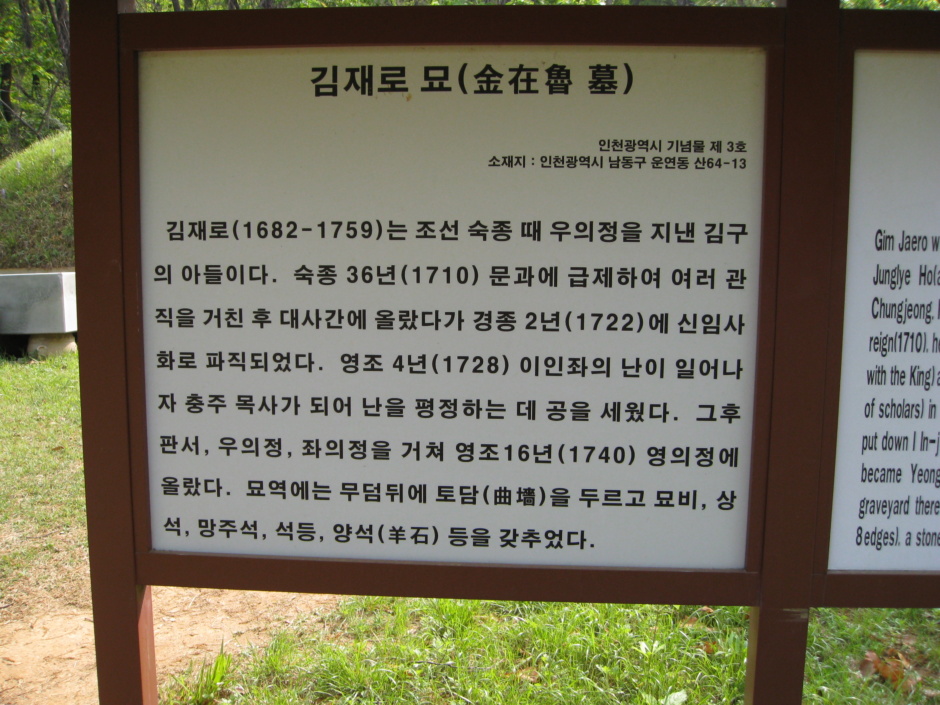 김재로 묘(金在魯 墓)
인천광역시 기념물 제 3호
소재지 : 인천광역시 남동구 운연동 산64-13
김재로(1682-1759)는 조선 숙종 때 우의정을 지낸 김구
의 아들이다. 숙종 36년(1710) 문과에 급제하여 여러 관
직을 거친 후 대사간에 올랐다가 경종 2년(1722)에 신임사
화로 파직되었다. 영조 4년(1728) 이인좌의 난이 일어나
자 충주 목사가 되어 난을 평정하는 데 공을 세웠다. 그후
판서, 우의정, 좌의정을 거쳐 영조16년(1740) 영의정에
올랐다. 묘역에는 무덤뒤에 토담(曲墻)을 두르고 묘비, 상
석, 망주석, 석등, 양석(羊石) 등을 갖추었다.
Gim Jaero
Junglye
Chungjeong.
reign(1710).
with the King)
of scholars) in
put down I
became
graveyard
8edges). a